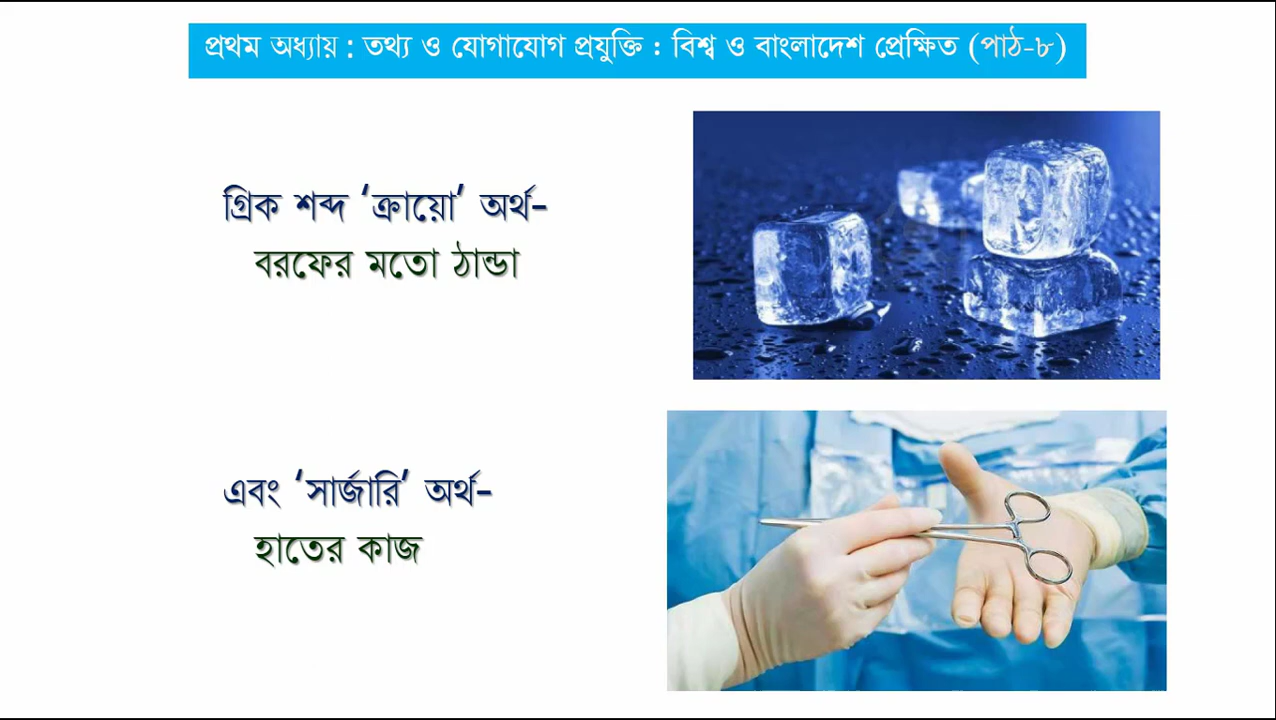 প্রথম অধ্যায় : তথ্য ও যোগাযোগ প্রযুক্তি : বিশ্ব ও বাংলাদেশ প্রেক্ষিত (পাঠ-৮)
গ্রিক শব্দ ‘ক্রায়ো’ অর্থ-
বরফের মতো ঠান্ডা
এবং ‘সার্জারি’ অর্থ-
হাতের কাজ